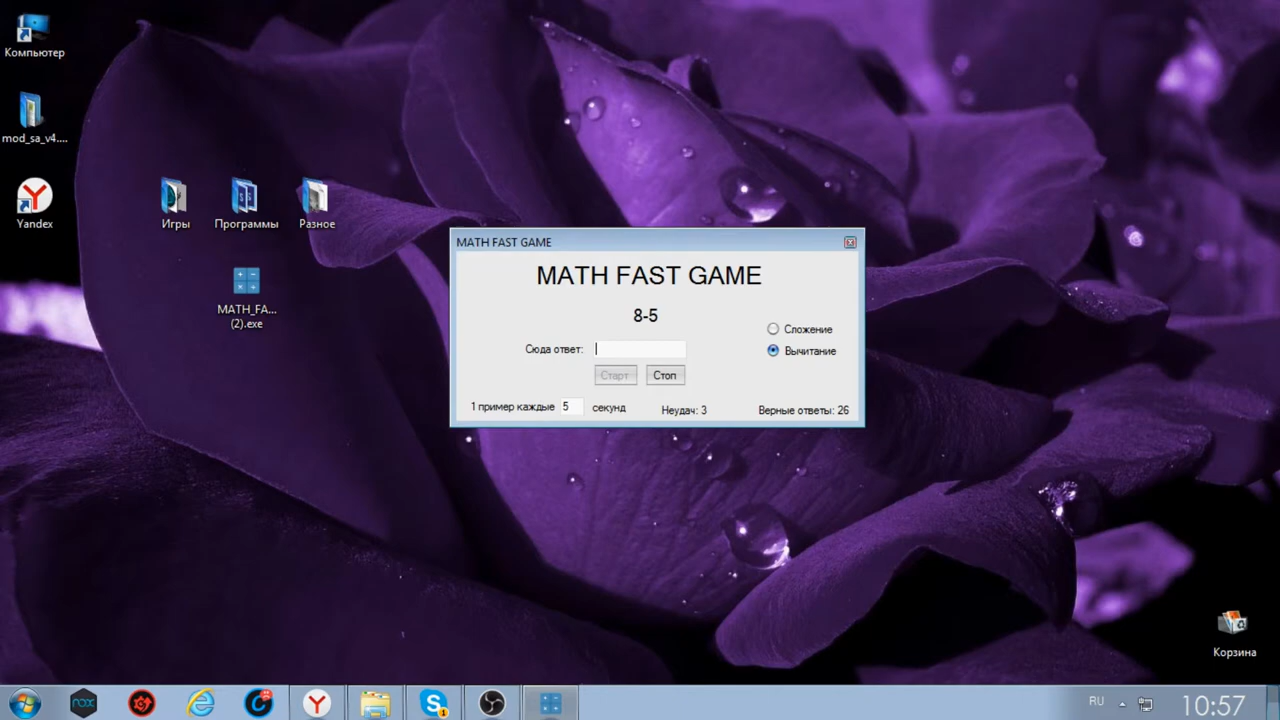 Компьютер
mod_sa_v4....
Yandex
Игры
Программы
Разное
MATH_FA...
(2).exe
MATH FAST GAME
MATH FAST GAME
8-5
Сложение
Сюда ответ:
Вычитание
Старт
Стоп
1 пример каждые 5 секунд
Неудач: 3
Верные ответы: 26
Корзина
nox
RU
10:57